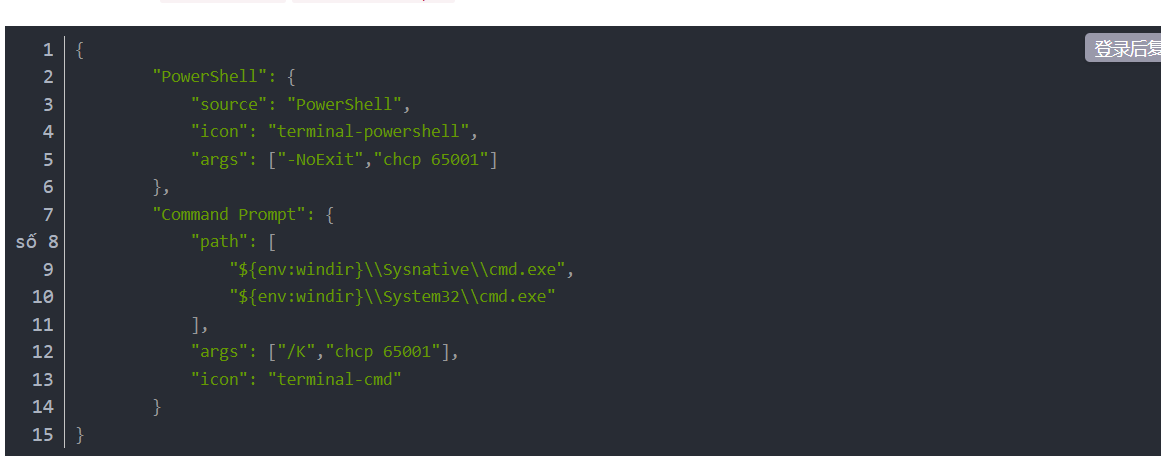 登录后复
1 {
2 "PowerShell": {
3 "source": "PowerShell",
4 "icon": "terminal-powershell",
5 "args": ["-NoExit","chcp 65001"]
6 },
7 "Command Prompt": {
số 8 "path": [
9 "${env:windir}\\Sysnative\\cmd.exe",
10 "${env:windir}\\System32\\cmd.exe"
11 ],
12 "args": ["/K","chcp 65001"],
13 "icon": "terminal-cmd"
14 }
15 }